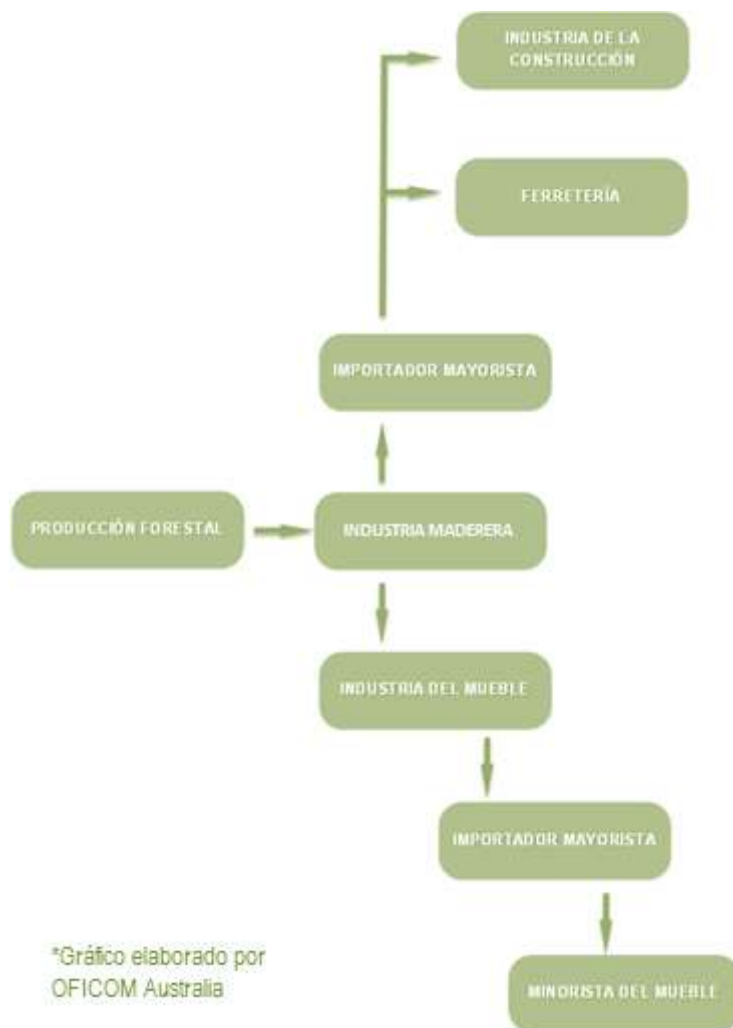 INDUSTRIA DE LA
CONSTRUCCIÓN
FERRETERÍA
IMPORTADOR MAYORISTA
PRODUCCIÓN FORESTAL
INDUSTRIA MADERERA
INDUSTRIA DEL MUEBLE
IMPORTADOR MAYORISTA
MINORISTA DEL MUEBLE
*Gráfico elaborado por
OFICOM Australia